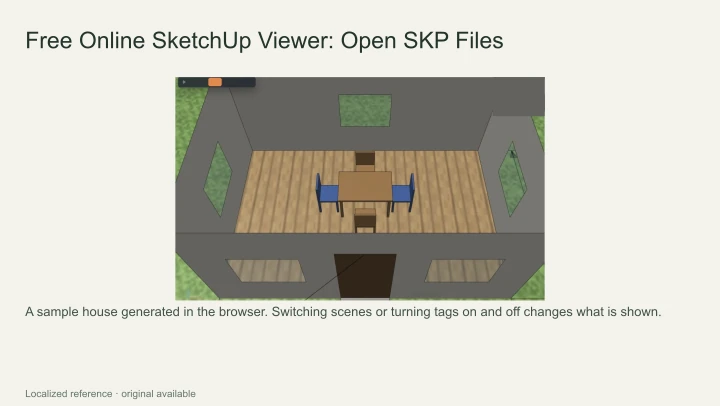 Free Online SketchUp Viewer: Open SKP Files
A sample house generated in the browser. Switching scenes or turning tags on and off changes what is shown.
Localized reference · original available